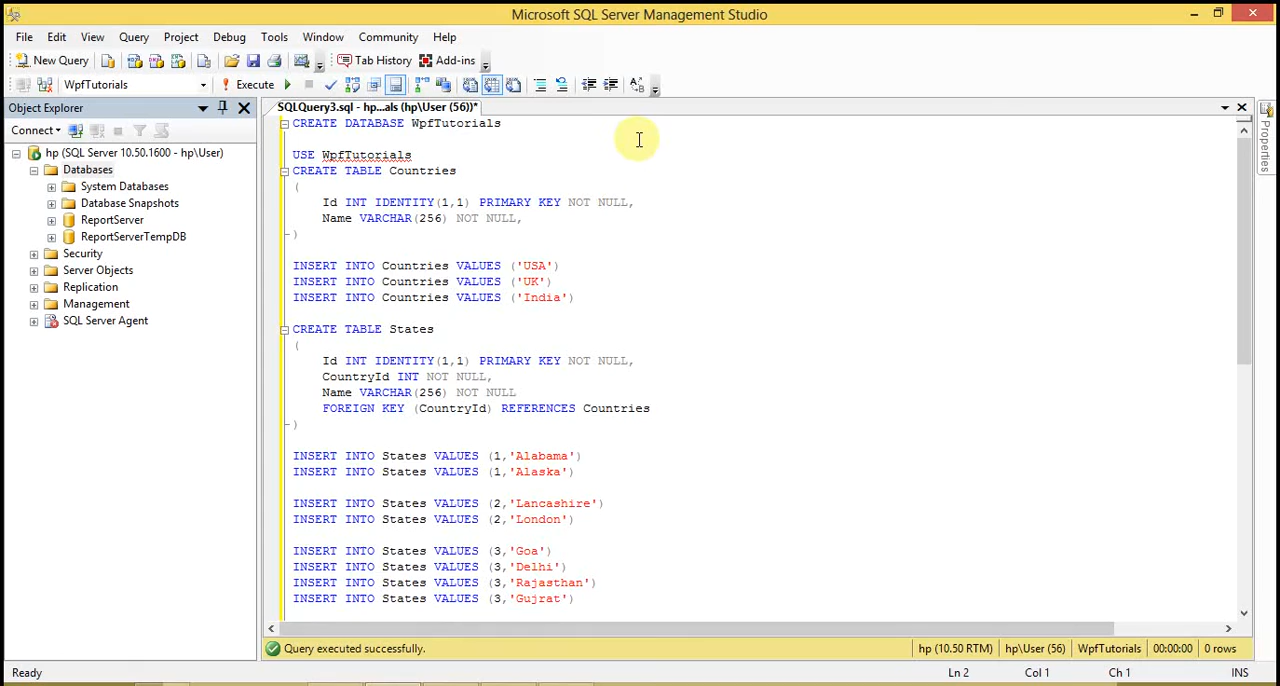 Microsoft SQL Server Management Studio
File Edit View Query Project Debug Tools Window Community Help
New Query Tab History Add-ins
WpfTutorials Execute
Object Explorer
SQLQuery3.sql - hp...als (hp\User (56))*
Connect
hp (SQL Server 10.50.1600 - hp\User)
Databases
System Databases
Database Snapshots
ReportServer
ReportServerTempDB
Security
Server Objects
Replication
Management
SQL Server Agent
CREATE DATABASE WpfTutorials
USE WpfTutorials
CREATE TABLE Countries
(
Id INT IDENTITY(1,1) PRIMARY KEY NOT NULL,
Name VARCHAR(256) NOT NULL,
)
INSERT INTO Countries VALUES ('USA')
INSERT INTO Countries VALUES ('UK')
INSERT INTO Countries VALUES ('India')
CREATE TABLE States
(
Id INT IDENTITY(1,1) PRIMARY KEY NOT NULL,
CountryId INT NOT NULL,
Name VARCHAR(256) NOT NULL
FOREIGN KEY (CountryId) REFERENCES Countries
)
INSERT INTO States VALUES (1,'Alabama')
INSERT INTO States VALUES (1,'Alaska')
INSERT INTO States VALUES (2,'Lancashire')
INSERT INTO States VALUES (2,'London')
INSERT INTO States VALUES (3,'Goa')
INSERT INTO States VALUES (3,'Delhi')
INSERT INTO States VALUES (3,'Rajasthan')
INSERT INTO States VALUES (3,'Gujrat')
Properties
Query executed successfully. hp (10.50 RTM) hp\User (56) WpfTutorials 00:00:00 0 rows
Ready Ln 2 Col 1 Ch 1 INS